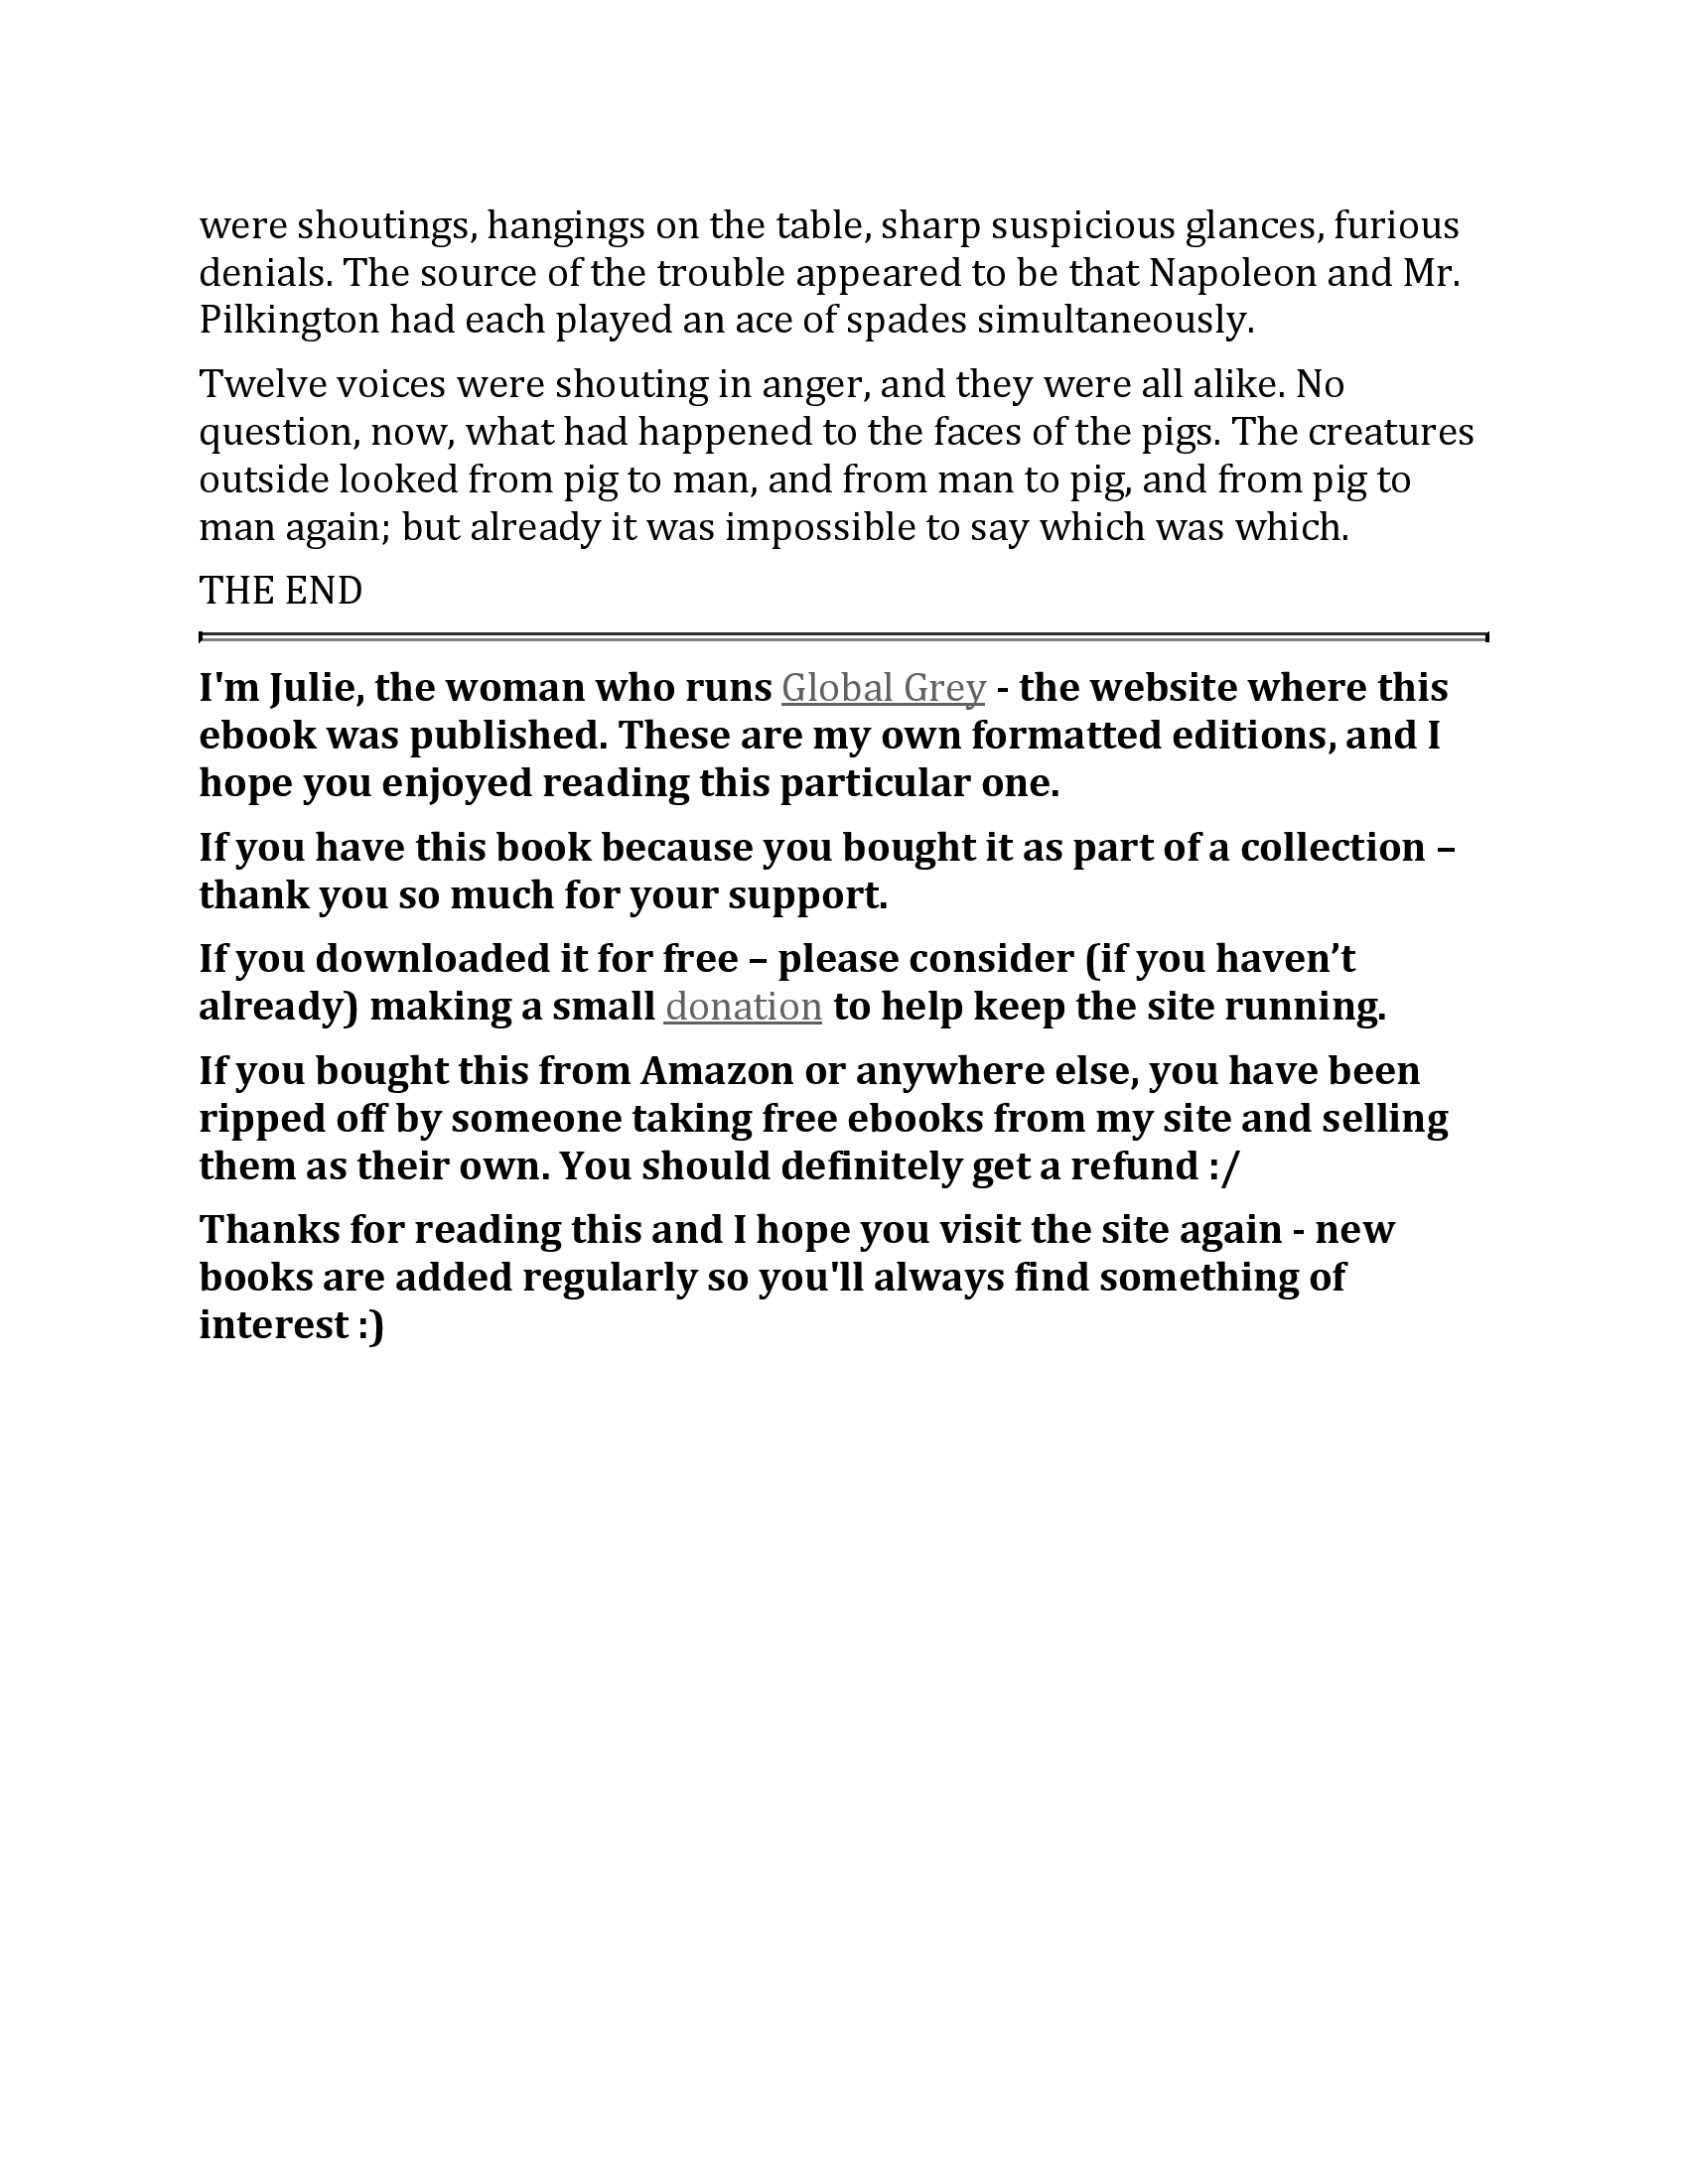 were shoutings, hangings on the table, sharp suspicious glances, furious
denials. The source of the trouble appeared to be that Napoleon and Mr.
Pilkington had each played an ace of spades simultaneously.
Twelve voices were shouting in anger, and they were all alike. No
question, now, what had happened to the faces of the pigs. The creatures
outside looked from pig to man, and from man to pig, and from pig to
man again; but already it was impossible to say which was which.
THE END
I'm Julie, the woman who runs Global Grey - the website where this
ebook was published. These are my own formatted editions, and I
hope you enjoyed reading this particular one.
If you have this book because you bought it as part of a collection –
thank you so much for your support.
If you downloaded it for free – please consider (if you haven’t
already) making a small donation to help keep the site running.
If you bought this from Amazon or anywhere else, you have been
ripped off by someone taking free ebooks from my site and selling
them as their own. You should definitely get a refund :/
Thanks for reading this and I hope you visit the site again - new
books are added regularly so you'll always find something of
interest :)